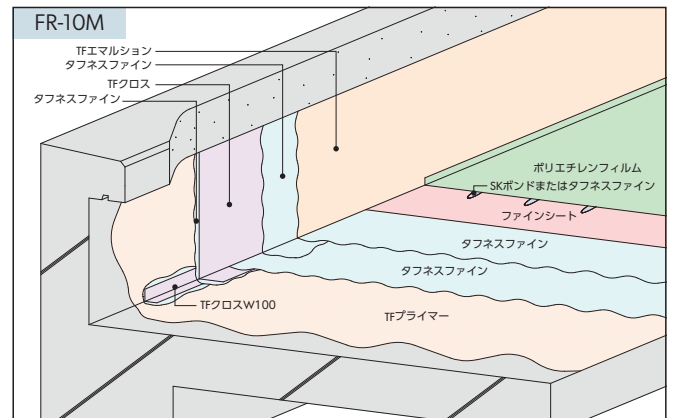 FR-10M
TFエマルション
タフネスファイン
TFクロス
タフネスファイン
ポリエチレンフィルム
SKボンドまたはタフネスファイン
ファインシート
タフネスファイン
タフネスファイン
TFクロスW100
TFプライマー